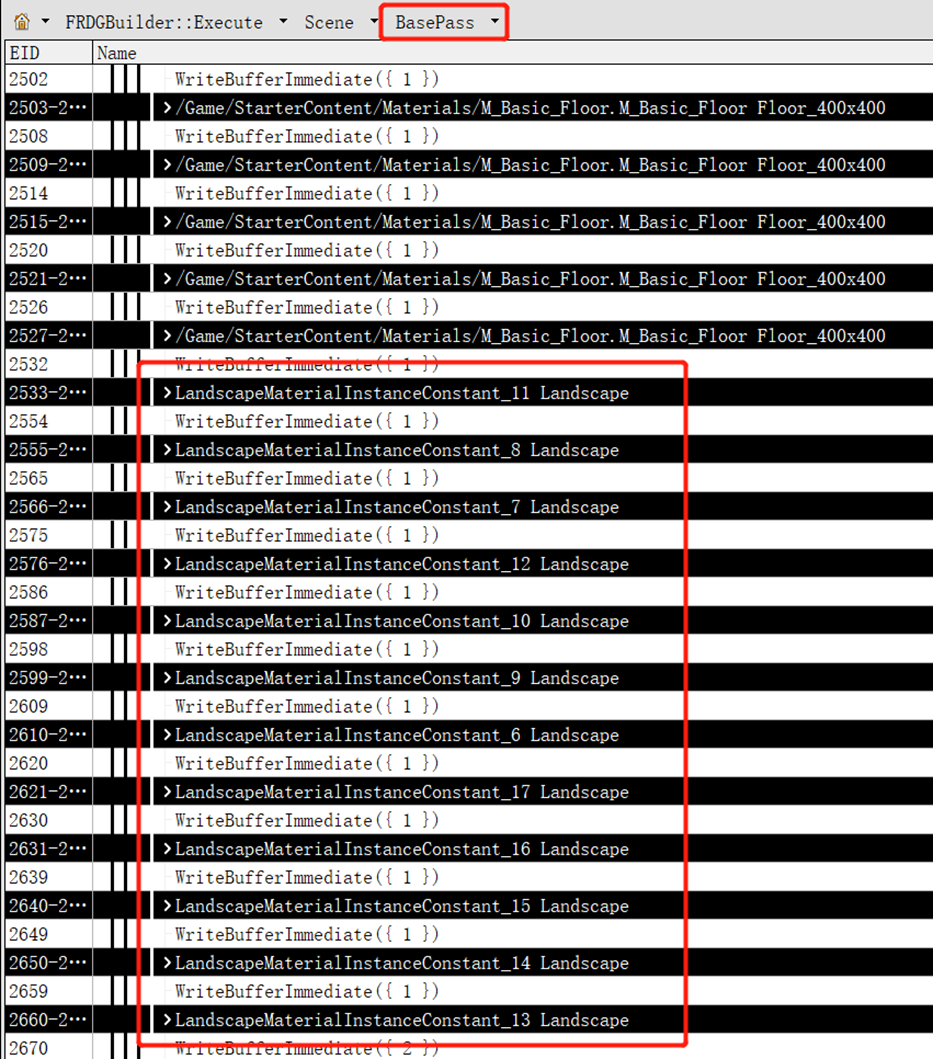 FRDGBuilder::Execute Scene BasePass
EID Name
2502 WriteBufferImmediate({ 1 })
2503-2··· >/Game/StarterContent/Materials/M_Basic_Floor.M_Basic_Floor Floor_400x400
2508 WriteBufferImmediate({ 1 })
2509-2··· >/Game/StarterContent/Materials/M_Basic_Floor.M_Basic_Floor Floor_400x400
2514 WriteBufferImmediate({ 1 })
2515-2··· >/Game/StarterContent/Materials/M_Basic_Floor.M_Basic_Floor Floor_400x400
2520 WriteBufferImmediate({ 1 })
2521-2··· >/Game/StarterContent/Materials/M_Basic_Floor.M_Basic_Floor Floor_400x400
2526 WriteBufferImmediate({ 1 })
2527-2··· >/Game/StarterContent/Materials/M_Basic_Floor.M_Basic_Floor Floor_400x400
2532 WriteBufferImmediate({ 1 })
2533-2··· >LandscapeMaterialInstanceConstant_11 Landscape
2554 WriteBufferImmediate({ 1 })
2555-2··· >LandscapeMaterialInstanceConstant_8 Landscape
2565 WriteBufferImmediate({ 1 })
2566-2··· >LandscapeMaterialInstanceConstant_7 Landscape
2575 WriteBufferImmediate({ 1 })
2576-2··· >LandscapeMaterialInstanceConstant_12 Landscape
2586 WriteBufferImmediate({ 1 })
2587-2··· >LandscapeMaterialInstanceConstant_10 Landscape
2598 WriteBufferImmediate({ 1 })
2599-2··· >LandscapeMaterialInstanceConstant_9 Landscape
2609 WriteBufferImmediate({ 1 })
2610-2··· >LandscapeMaterialInstanceConstant_6 Landscape
2620 WriteBufferImmediate({ 1 })
2621-2··· >LandscapeMaterialInstanceConstant_17 Landscape
2630 WriteBufferImmediate({ 1 })
2631-2··· >LandscapeMaterialInstanceConstant_16 Landscape
2639 WriteBufferImmediate({ 1 })
2640-2··· >LandscapeMaterialInstanceConstant_15 Landscape
2649 WriteBufferImmediate({ 1 })
2650-2··· >LandscapeMaterialInstanceConstant_14 Landscape
2659 WriteBufferImmediate({ 1 })
2660-2··· >LandscapeMaterialInstanceConstant_13 Landscape
2670 WriteBufferImmediate({ 2 })